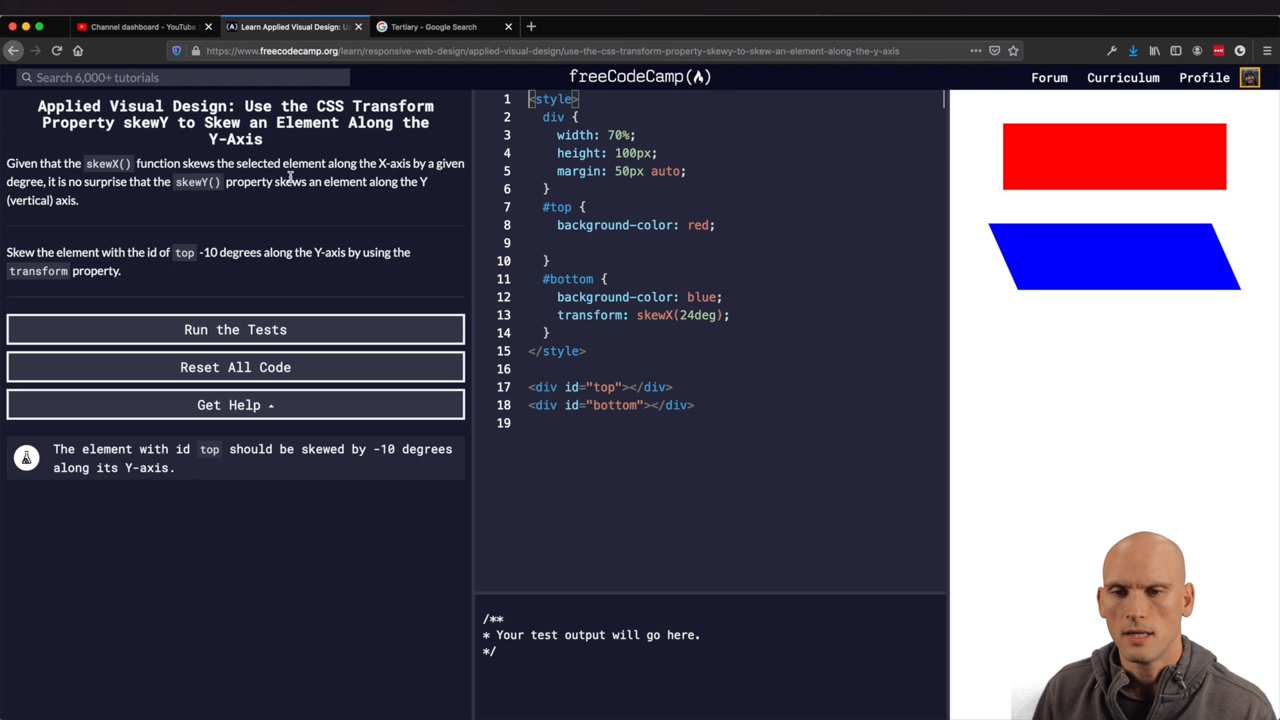 Channel dashboard - YouTube
Learn Applied Visual Design: Us
Tertiary - Google Search
https://www.freecodecamp.org/learn/responsive-web-design/applied-visual-design/use-the-css-transform-property-skewy-to-skew-an-element-along-the-y-axis
Search 6,000+ tutorials
freeCodeCamp
Forum
Curriculum
Profile
Applied Visual Design: Use the CSS Transform
Property skewY to Skew an Element Along the
Y-Axis
Given that the skewX() function skews the selected element along the X-axis by a given
degree, it is no surprise that the skewY() property skews an element along the Y
(vertical) axis.
Skew the element with the id of top -10 degrees along the Y-axis by using the
transform property.
Run the Tests
Reset All Code
Get Help
The element with id top should be skewed by -10 degrees
along its Y-axis.
1 <style>
2 div {
3 width: 70%;
4 height: 100px;
5 margin: 50px auto;
6 }
7 #top {
8 background-color: red;
9
10 }
11 #bottom {
12 background-color: blue;
13 transform: skewX(24deg);
14 }
15 </style>
16
17 <div id="top"></div>
18 <div id="bottom"></div>
19
/**
* Your test output will go here.
*/